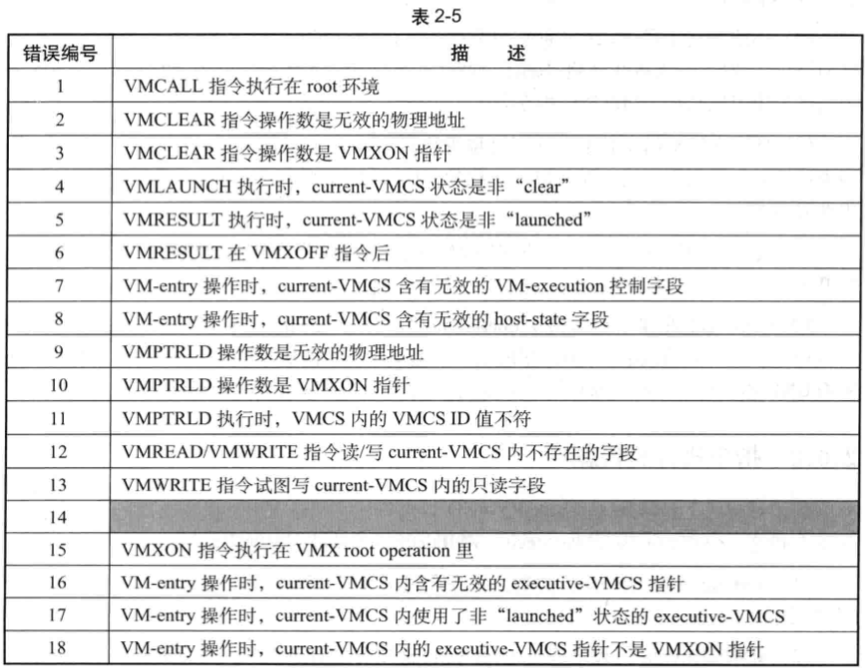 表 2-5
错误编号 描 述
1 VMCALL 指令执行在 root 环境
2 VMCLEAR 指令操作数是无效的物理地址
3 VMCLEAR 指令操作数是 VMXON 指针
4 VMLAUNCH 执行时，current-VMCS 状态是非“clear”
5 VMRESULT 执行时，current-VMCS 状态是非“launched”
6 VMRESULT 在 VMXOFF 指令后
7 VM-entry 操作时，current-VMCS 含有无效的 VM-execution 控制字段
8 VM-entry 操作时，current-VMCS 含有无效的 host-state 字段
9 VMPTRLD 操作数是无效的物理地址
10 VMPTRLD 操作数是 VMXON 指针
11 VMPTRLD 执行时，VMCS 内的 VMCS ID 值不符
12 VMREAD/VMWRITE 指令读/写 current-VMCS 内不存在的字段
13 VMWRITE 指令试图写 current-VMCS 内的只读字段
14
15 VMXON 指令执行在 VMX root operation 里
16 VM-entry 操作时，current-VMCS 内含有无效的 executive-VMCS 指针
17 VM-entry 操作时，current-VMCS 内使用了非“launched”状态的 executive-VMCS
18 VM-entry 操作时，current-VMCS 内的 executive-VMCS 指针不是 VMXON 指针